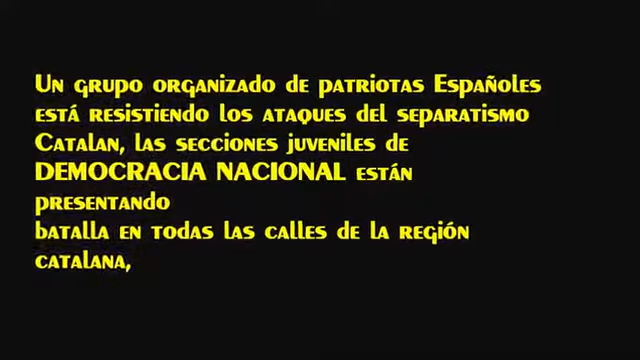 Un grupo organizado de patriotas Españoles
está resistiendo los ataques del separatismo
Catalan, las secciones juveniles de
DEMOCRACIA NACIONAL están
presentando
batalla en todas las calles de la región
catalana,